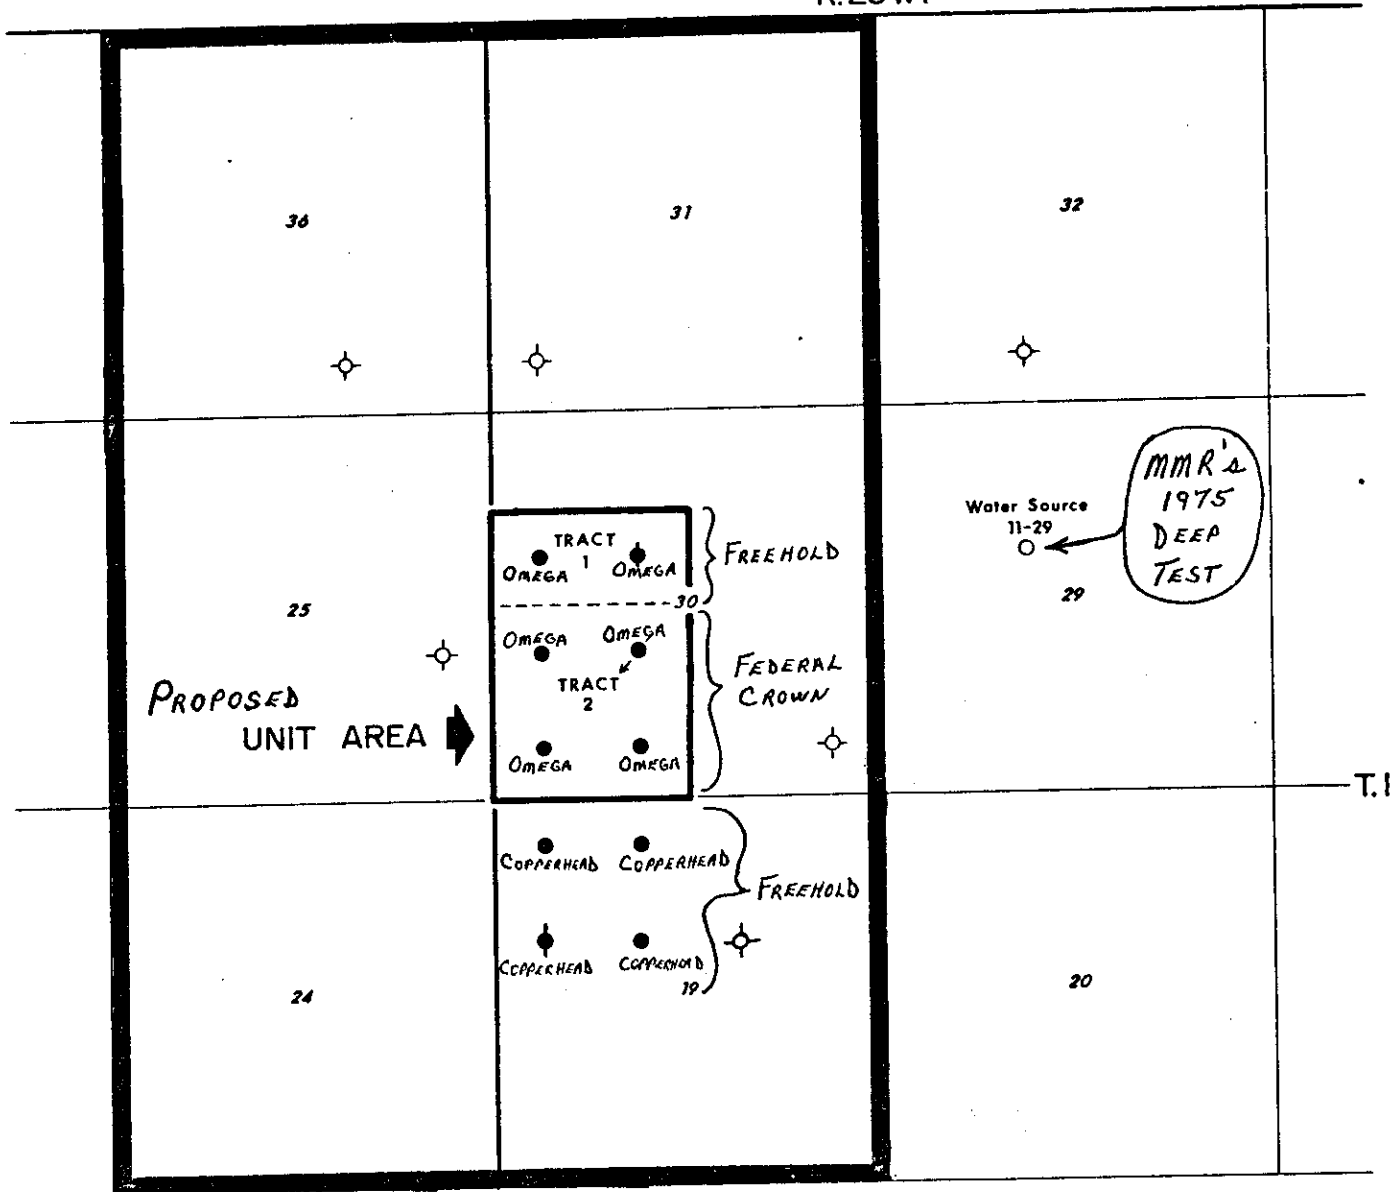 36
31
32
MMR's
1975
DEEP
TEST
Water Source
11-29
29
TRACT
1
OMEGA
OMEGA
FREEHOLD
30
25
OMEGA
OMEGA
TRACT
2
FEDERAL
CROWN
PROPOSED
UNIT AREA
OMEGA
OMEGA
T.1
COPPERHEAD
COPPERHEAD
FREEHOLD
COPPERHEAD
COPPERHEAD
19
24
20